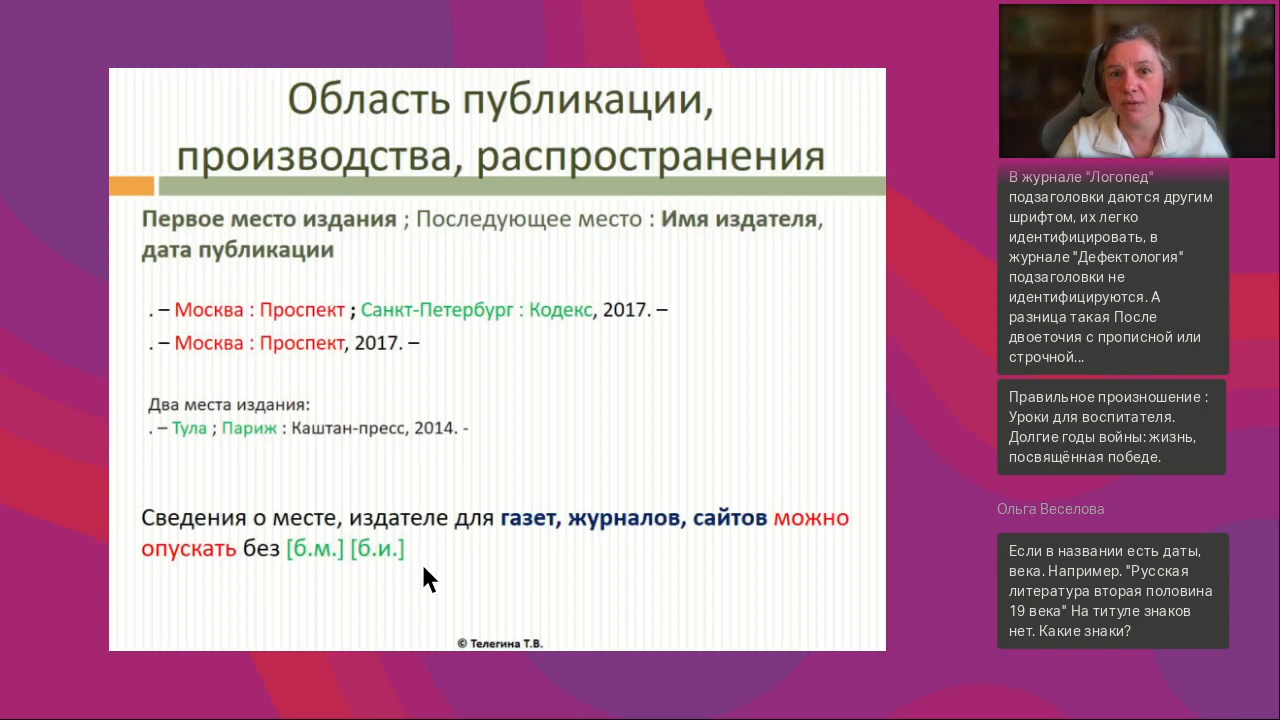 Область публикации,
производства, распространения
Первое место издания ; Последующее место : Имя издателя,
дата публикации
. – Москва : Проспект ; Санкт-Петербург : Кодекс, 2017. –
. – Москва : Проспект, 2017. –
Два места издания:
. – Тула ; Париж : Каштан-пресс, 2014. -
Сведения о месте, издателе для газет, журналов, сайтов можно
опускать без [б.м.] [б.и.]
© Телегина Т.В.
В журнале "Логопед"
подзаголовки даются другим
шрифтом, их легко
идентифицировать, в
журнале "Дефектология"
подзаголовки не
идентифицируются. А
разница такая После
двоеточия с прописной или
строчной...
Правильное произношение :
Уроки для воспитателя.
Долгие годы войны: жизнь,
посвящённая победе.
Ольга Веселова
Если в названии есть даты,
века. Например. "Русская
литература вторая половина
19 века" На титуле знаков
нет. Какие знаки?